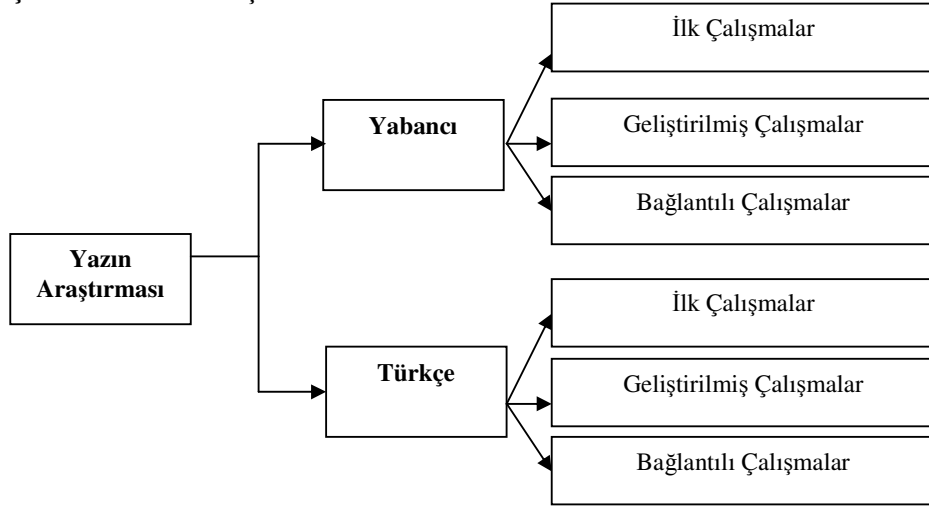 İlk Çalışmalar
Yabancı
Geliştirilmiş Çalışmalar
Bağlantılı Çalışmalar
Yazın
Araştırması
İlk Çalışmalar
Türkçe
Geliştirilmiş Çalışmalar
Bağlantılı Çalışmalar